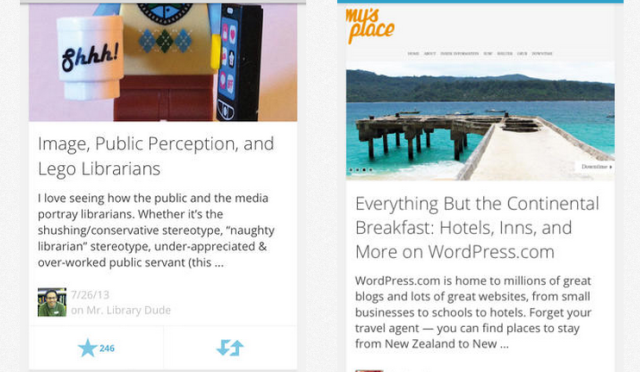 Shhh!
Image, Public Perception, and
Lego Librarians
I love seeing how the public and the media
portray librarians. Whether it's the
shushing/conservative stereotype, "naughty
librarian" stereotype, under-appreciated &
over-worked public servant (this ...
7/26/13
on Mr. Library Dude
246
my's
place
HOME ABOUT
Downtime
Everything But the Continental
Breakfast: Hotels, Inns, and
More on WordPress.com
WordPress.com is home to millions of great
blogs and lots of great websites, from small
businesses to schools to hotels. Forget your
travel agent — you can find places to stay
from New Zealand to New ...